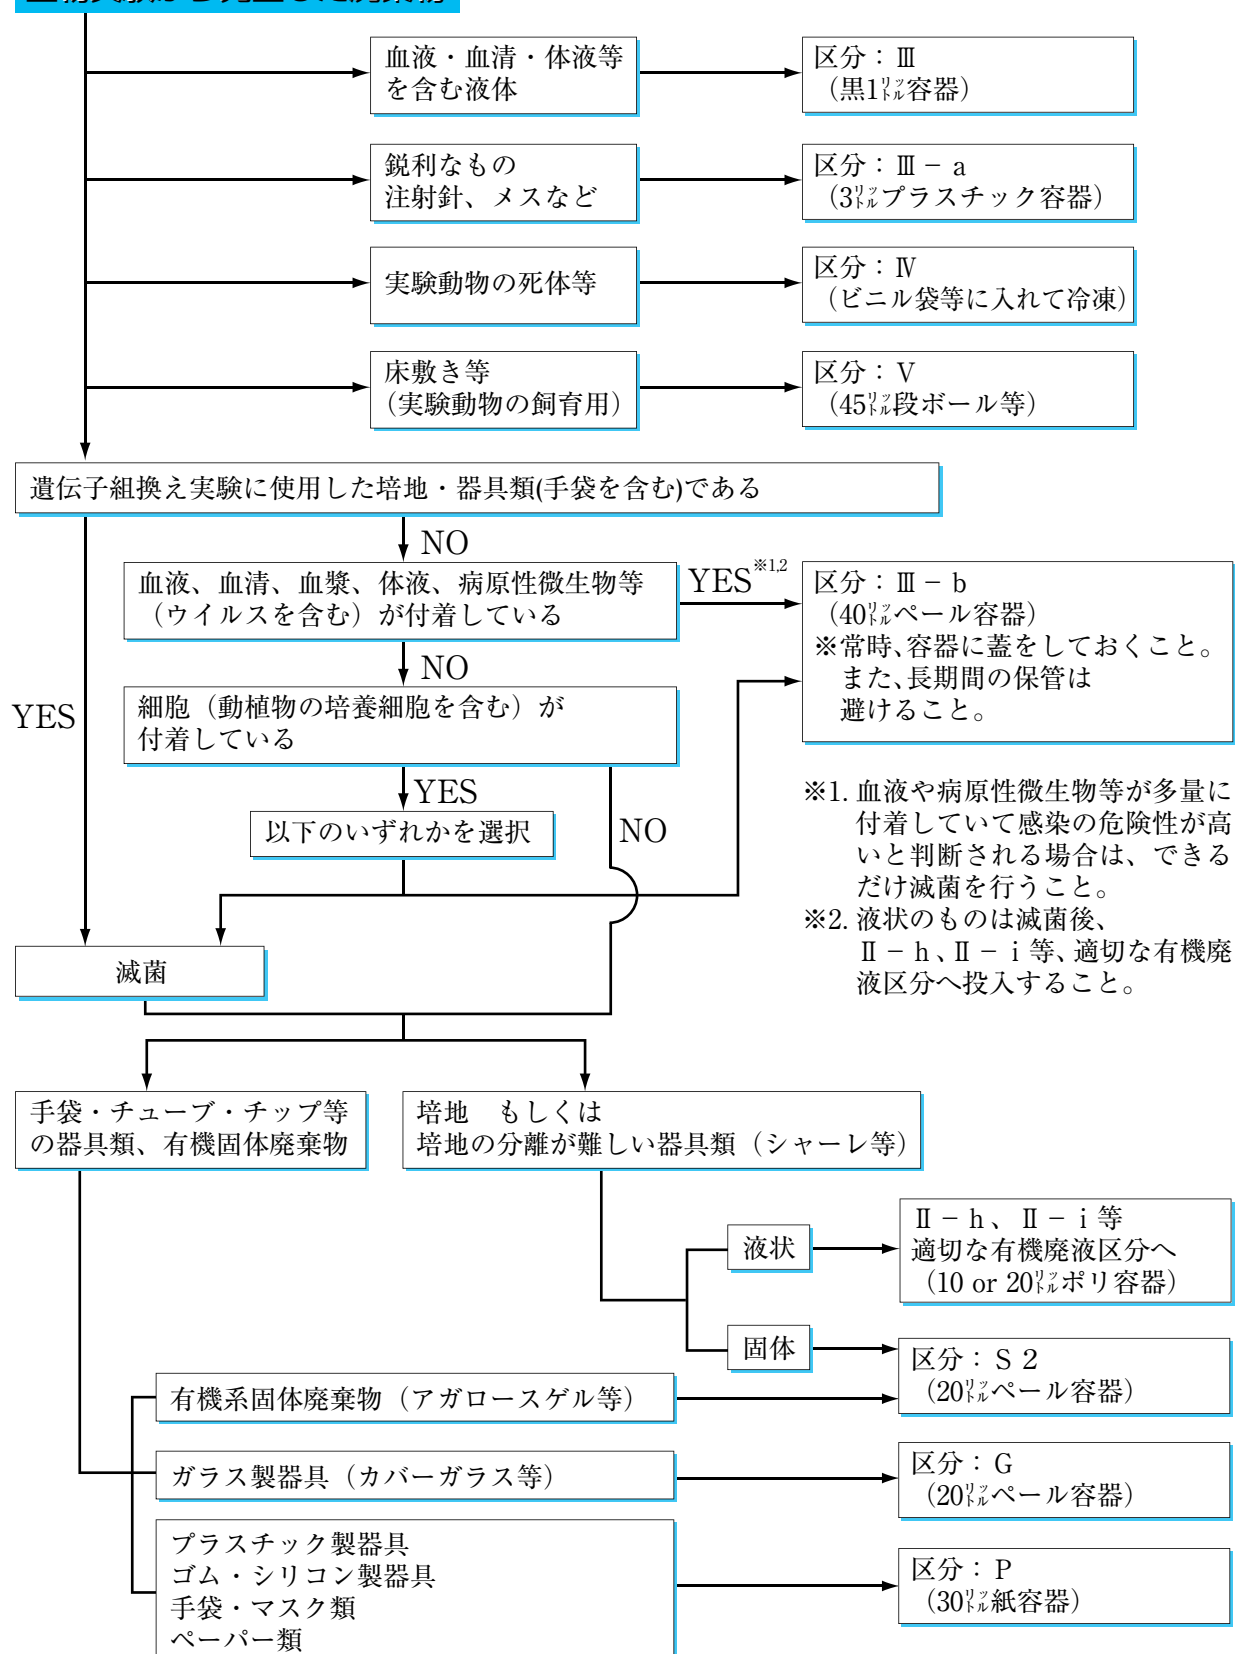 血液・血清・体液等
を含む液体
区分：Ⅲ
（黒1㍑容器）
鋭利なもの
注射針、メスなど
区分：Ⅲ－a
（3㍑プラスチック容器）
実験動物の死体等
区分：Ⅳ
（ビニル袋等に入れて冷凍）
床敷き等
（実験動物の飼育用）
区分：Ⅴ
（45㍑段ボール等）
遺伝子組換え実験に使用した培地・器具類(手袋を含む)である
NO
血液、血清、血漿、体液、病原性微生物等
（ウイルスを含む）が付着している
YES※1,2
区分：Ⅲ－b
（40㍑ペール容器）
※常時、容器に蓋をしておくこと。
また、長期間の保管は
避けること。
NO
YES
細胞（動植物の培養細胞を含む）が
付着している
YES
NO
以下のいずれかを選択
※1. 血液や病原性微生物等が多量に
付着していて感染の危険性が高
いと判断される場合は、できる
だけ滅菌を行うこと。
※2. 液状のものは滅菌後、
Ⅱ－h、Ⅱ－i等、適切な有機廃
液区分へ投入すること。
滅菌
手袋・チューブ・チップ等
の器具類、有機固体廃棄物
培地　もしくは
培地の分離が難しい器具類（シャーレ等）
液状
Ⅱ－h、Ⅱ－i等
適切な有機廃液区分へ
（10 or 20㍑ポリ容器）
固体
区分：S 2
（20㍑ペール容器）
有機系固体廃棄物（アガロースゲル等）
ガラス製器具（カバーガラス等）
区分：G
（20㍑ペール容器）
プラスチック製器具
ゴム・シリコン製器具
手袋・マスク類
ペーパー類
区分：P
（30㍑紙容器）